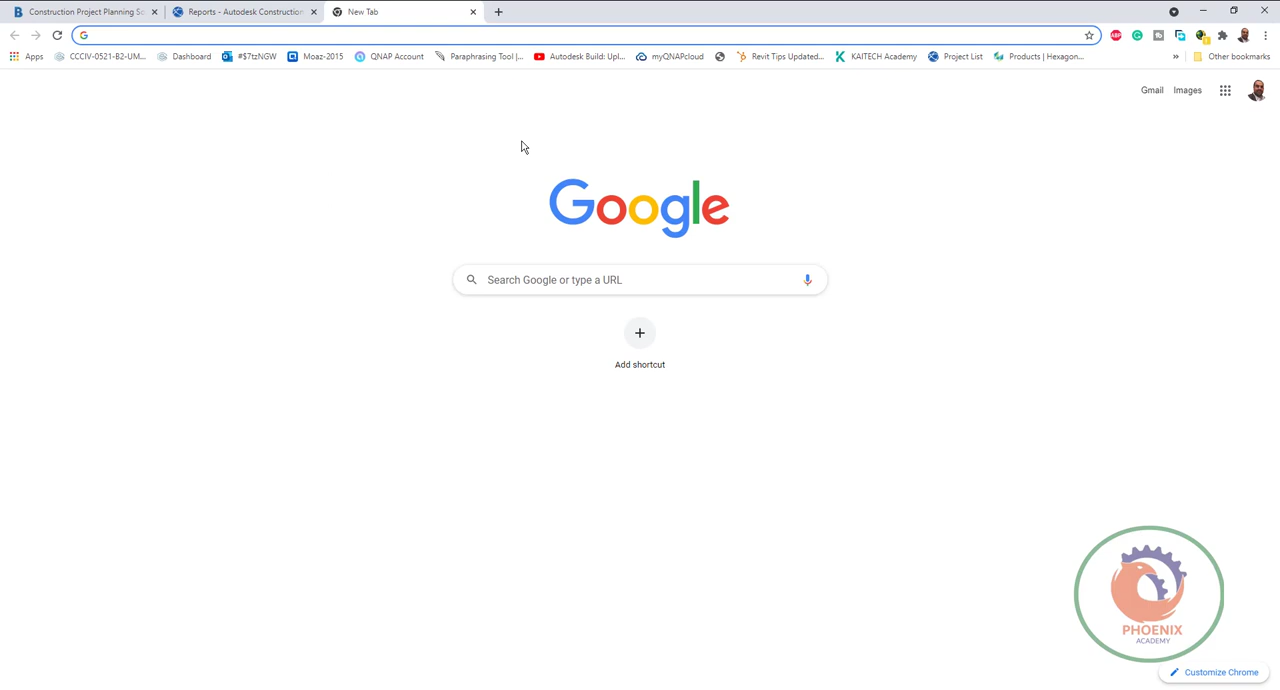 Construction Project Planning So
Reports - Autodesk Construction
New Tab
Apps
CCCIV-0521-B2-UM...
Dashboard
#$7tzNGW
Moaz-2015
QNAP Account
Paraphrasing Tool |...
Autodesk Build: Upl...
myQNAPcloud
Revit Tips Updated...
KAITECH Academy
Project List
Products | Hexagon...
»
Other bookmarks
Gmail
Images
Google
Search Google or type a URL
Add shortcut
PHOENIX
ACADEMY
Customize Chrome